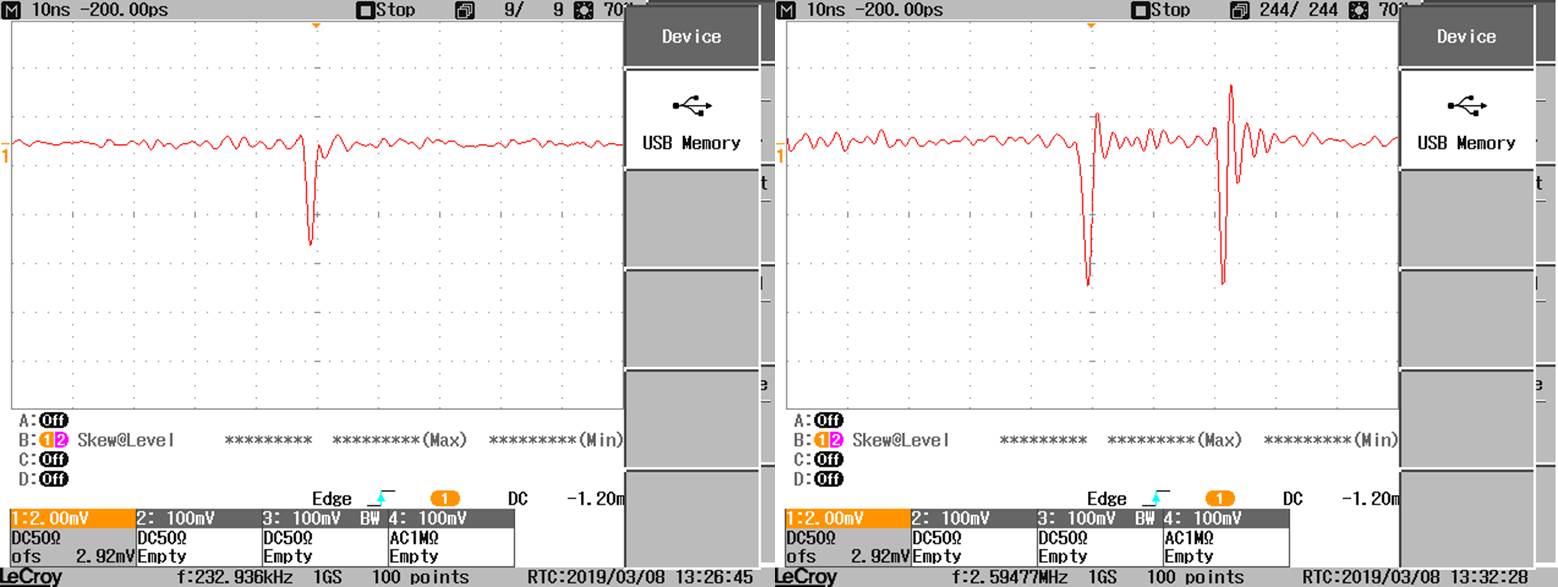 M 10ns -200.00ps Stop 9/ 9 70%
Device
USB Memory
1
t
e
A:Off
B:12 Skew@Level ********* *********(Max) *********(Min)
C:Off
D:Off
Edge 1 DC -1.20m
1:2.00mV 2: 100mV 3: 100mV BW 4: 100mV
DC50Ω DC50Ω DC50Ω AC1MΩ
ofs 2.92mV Empty Empty Empty
LeCroy f:232.936kHz 1GS 100 points RTC:2019/03/08 13:26:45
M 10ns -200.00ps Stop 244/ 244 70
Device
USB Memory
1
t
e
A:Off
B:12 Skew@Level ********* *********(Max) *********(Min)
C:Off
D:Off
Edge 1 DC -1.20m
1:2.00mV 2: 100mV 3: 100mV BW 4: 100mV
DC50Ω DC50Ω DC50Ω AC1MΩ
ofs 2.92mV Empty Empty Empty
LeCroy f:2.59477MHz 1GS 100 points RTC:2019/03/08 13:32:28